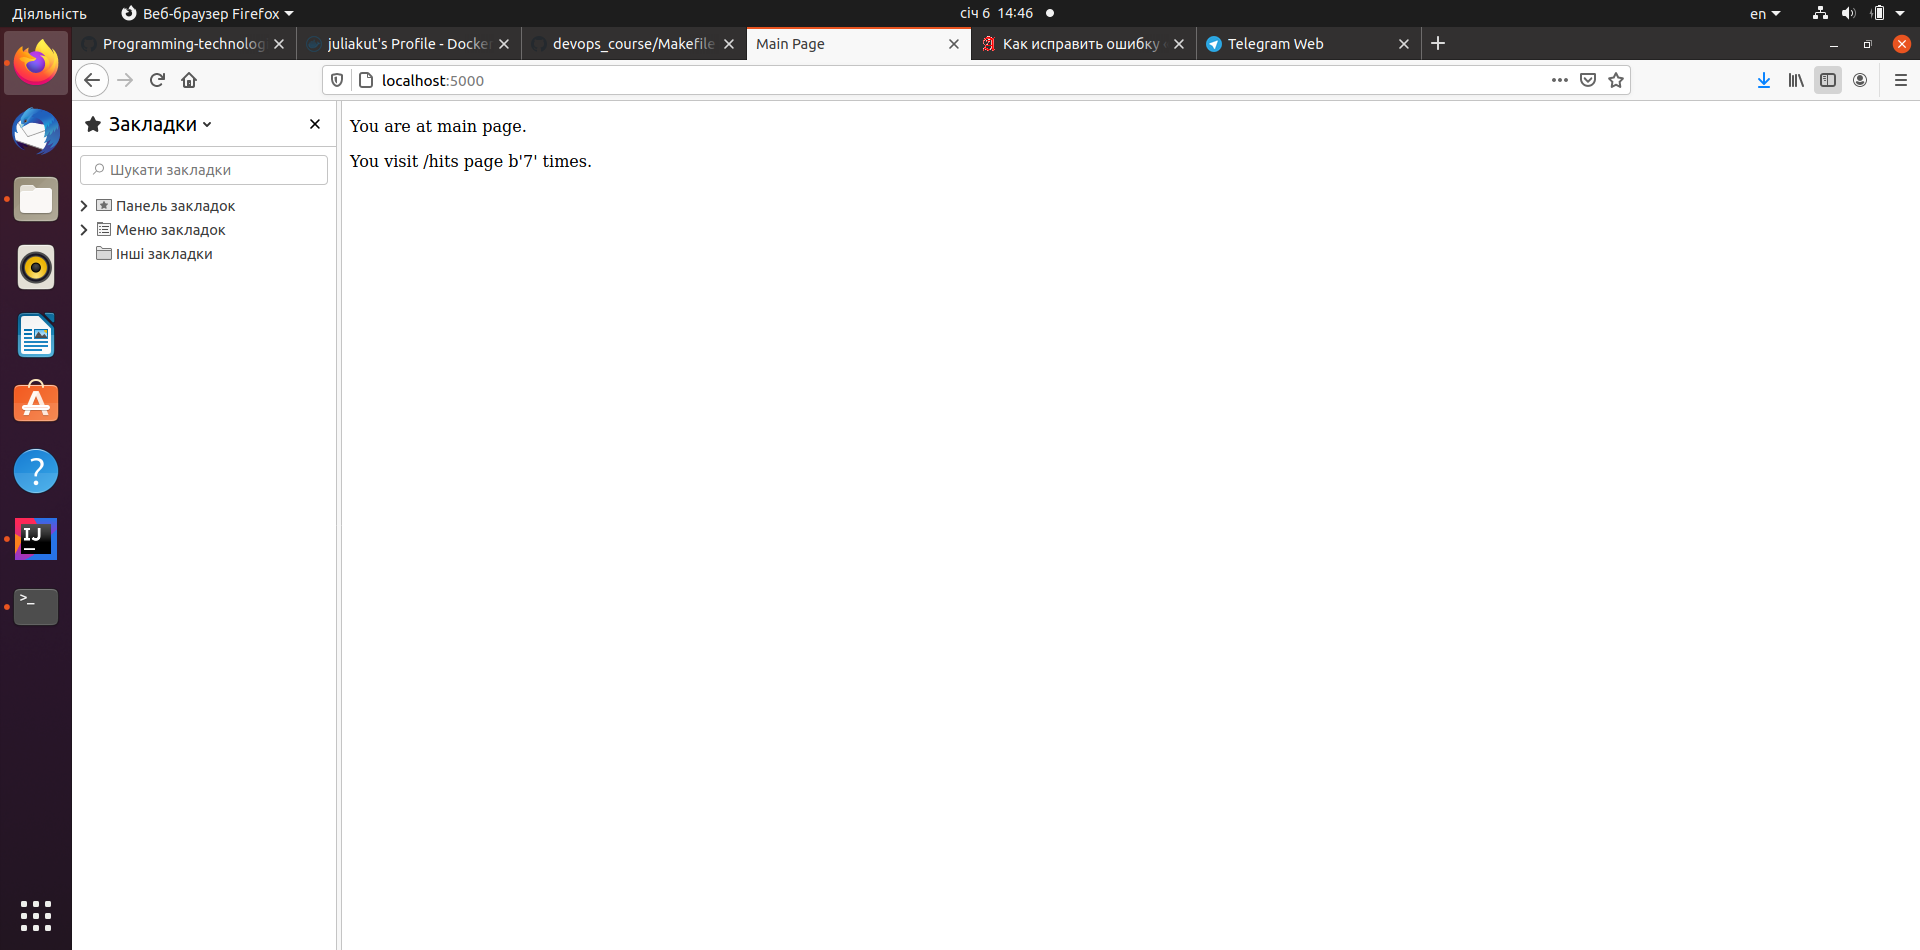 Діяльність
Веб-браузер Firefox
січ 6 14:46
en
Programming-technolog
juliakut's Profile - Docke
devops_course/Makefile
Main Page
Как исправить ошибку
Telegram Web
localhost:5000
Закладки
Шукати закладки
Панель закладок
Меню закладок
Інші закладки
You are at main page.
You visit /hits page b'7' times.
IJ
>_